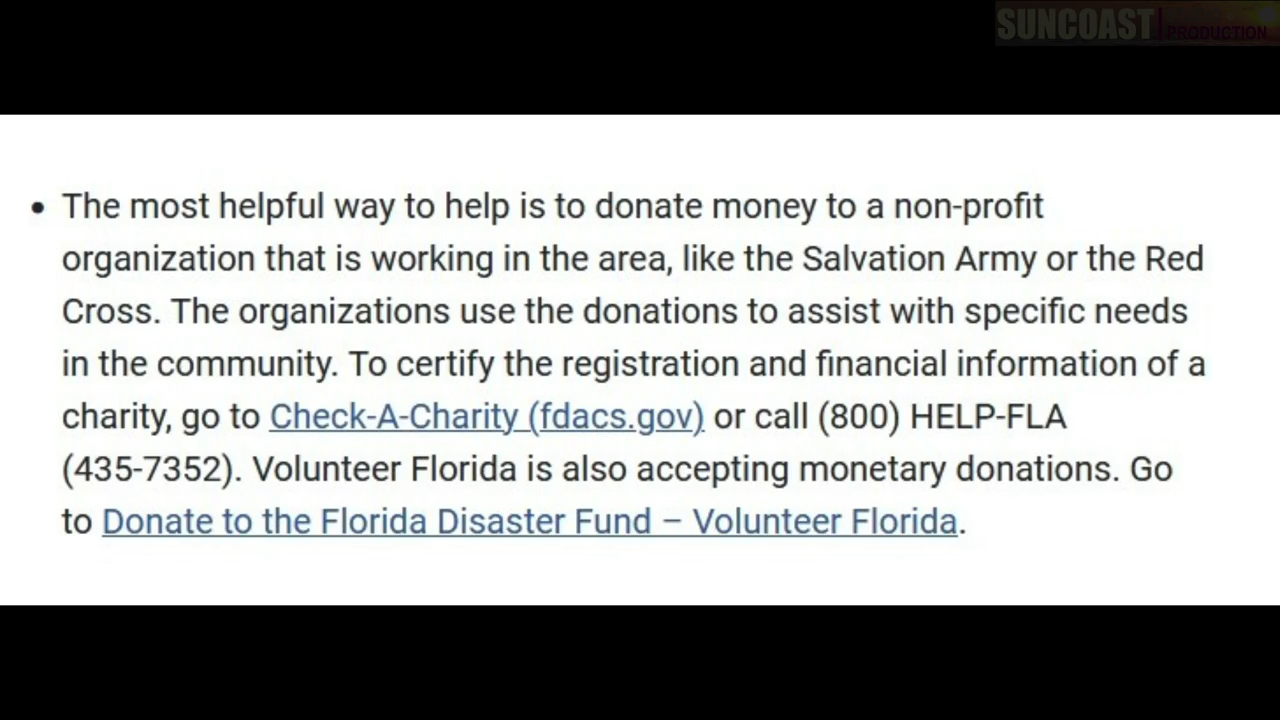 SUNCOAST PRODUCTION
• The most helpful way to help is to donate money to a non-profit
organization that is working in the area, like the Salvation Army or the Red
Cross. The organizations use the donations to assist with specific needs
in the community. To certify the registration and financial information of a
charity, go to Check-A-Charity (fdacs.gov) or call (800) HELP-FLA
(435-7352). Volunteer Florida is also accepting monetary donations. Go
to Donate to the Florida Disaster Fund – Volunteer Florida.